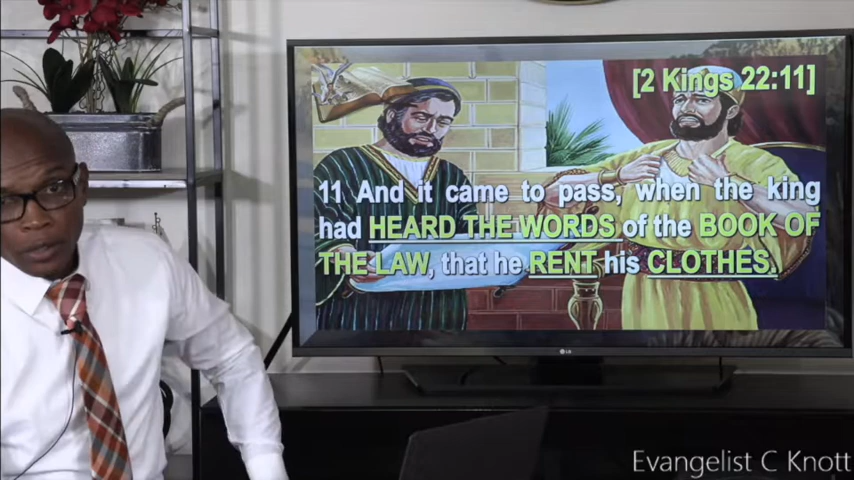 [2 Kings 22:11]
11 And it came to pass, when the king
had HEARD THE WORDS of the BOOK OF
THE LAW, that he RENT his CLOTHES.
LG
Evangelist C Knott